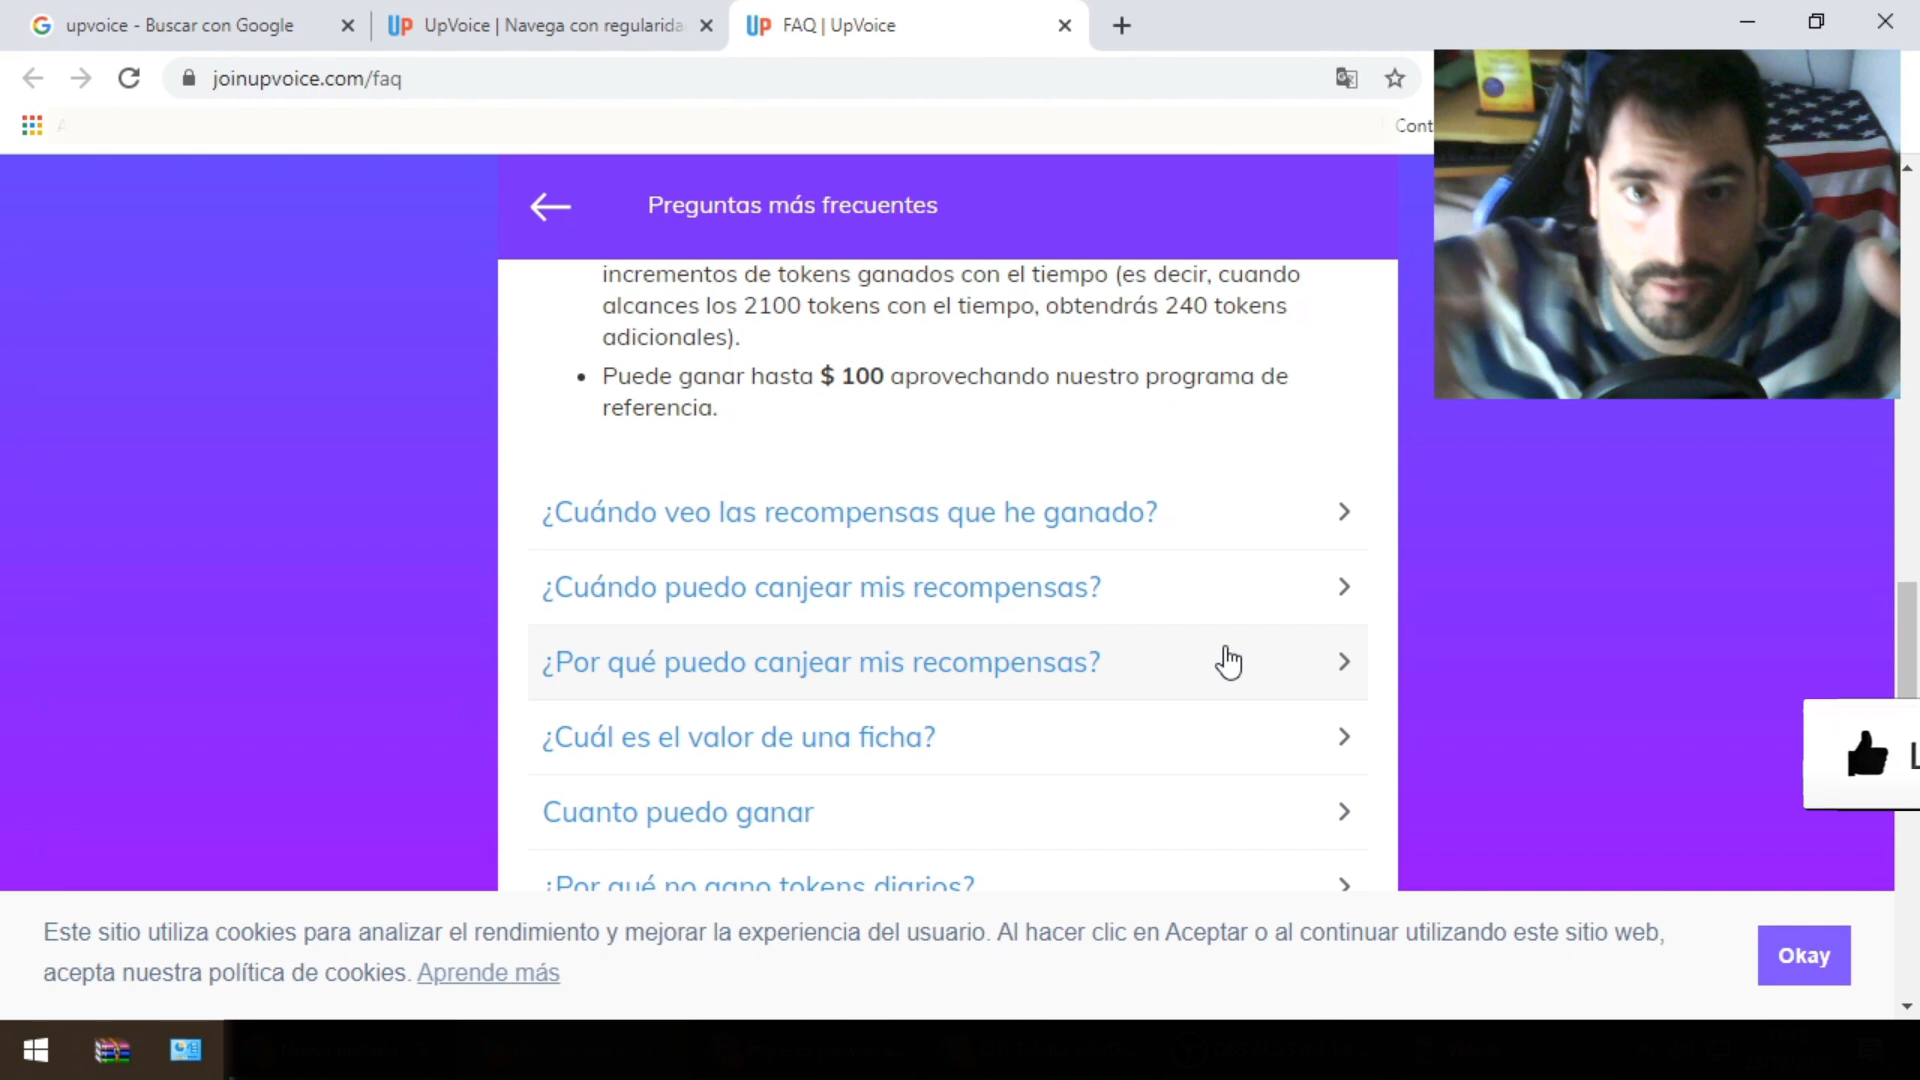 upvoice - Buscar con Google
UP UpVoice | Navega con regularida
UP FAQ | UpVoice
joinupvoice.com/faq
Cont
Preguntas más frecuentes
incrementos de tokens ganados con el tiempo (es decir, cuando
alcances los 2100 tokens con el tiempo, obtendrás 240 tokens
adicionales).
• Puede ganar hasta $ 100 aprovechando nuestro programa de
referencia.
¿Cuándo veo las recompensas que he ganado?
¿Cuándo puedo canjear mis recompensas?
¿Por qué puedo canjear mis recompensas?
¿Cuál es el valor de una ficha?
Cuanto puedo ganar
¿Por qué no gano tokens diarios?
L
Este sitio utiliza cookies para analizar el rendimiento y mejorar la experiencia del usuario. Al hacer clic en Aceptar o al continuar utilizando este sitio web,
acepta nuestra política de cookies. Aprende más
Okay